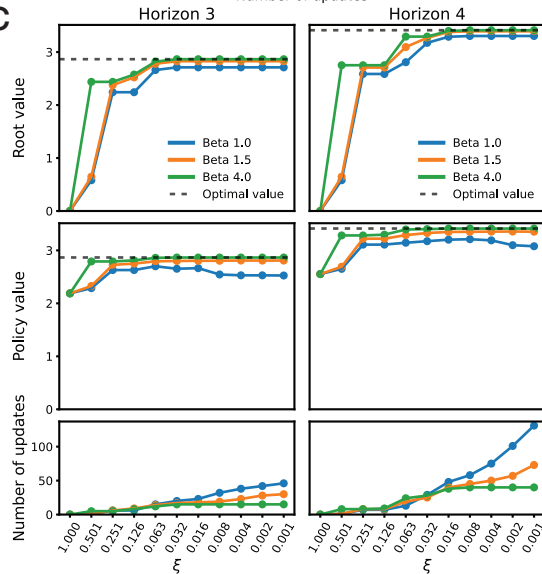 Number of updates
C
Horizon 3
Horizon 4
Root value
3
2
1
0
Beta 1.0
Beta 1.5
Beta 4.0
Optimal value
Beta 1.0
Beta 1.5
Beta 4.0
Optimal value
Policy value
3
2
1
0
Number of updates
100
50
0
1.000
0.501
0.251
0.126
0.063
0.032
0.016
0.008
0.004
0.002
0.001
ξ
1.000
0.501
0.251
0.126
0.063
0.032
0.016
0.008
0.004
0.002
0.001
ξ